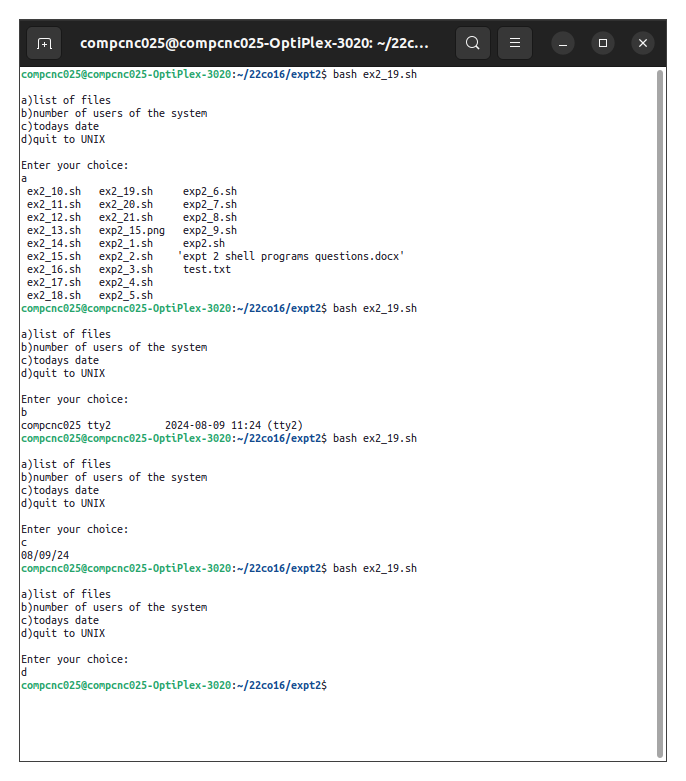 compcnc025@compcnc025-OptiPlex-3020: ~/22c...
compcnc025@compcnc025-OptiPlex-3020:~/22co16/expt2$ bash ex2_19.sh
a)list of files
b)number of users of the system
c)todays date
d)quit to UNIX
Enter your choice:
a
ex2_10.sh   ex2_19.sh     exp2_6.sh
ex2_11.sh   ex2_20.sh     exp2_7.sh
ex2_12.sh   ex2_21.sh     exp2_8.sh
ex2_13.sh   exp2_15.png   exp2_9.sh
ex2_14.sh   exp2_1.sh     exp2.sh
ex2_15.sh   exp2_2.sh    'expt 2 shell programs questions.docx'
ex2_16.sh   exp2_3.sh     test.txt
ex2_17.sh   exp2_4.sh
ex2_18.sh   exp2_5.sh
compcnc025@compcnc025-OptiPlex-3020:~/22co16/expt2$ bash ex2_19.sh
a)list of files
b)number of users of the system
c)todays date
d)quit to UNIX
Enter your choice:
b
compcnc025 tty2         2024-08-09 11:24 (tty2)
compcnc025@compcnc025-OptiPlex-3020:~/22co16/expt2$ bash ex2_19.sh
a)list of files
b)number of users of the system
c)todays date
d)quit to UNIX
Enter your choice:
c
08/09/24
compcnc025@compcnc025-OptiPlex-3020:~/22co16/expt2$ bash ex2_19.sh
a)list of files
b)number of users of the system
c)todays date
d)quit to UNIX
Enter your choice:
d
compcnc025@compcnc025-OptiPlex-3020:~/22co16/expt2$